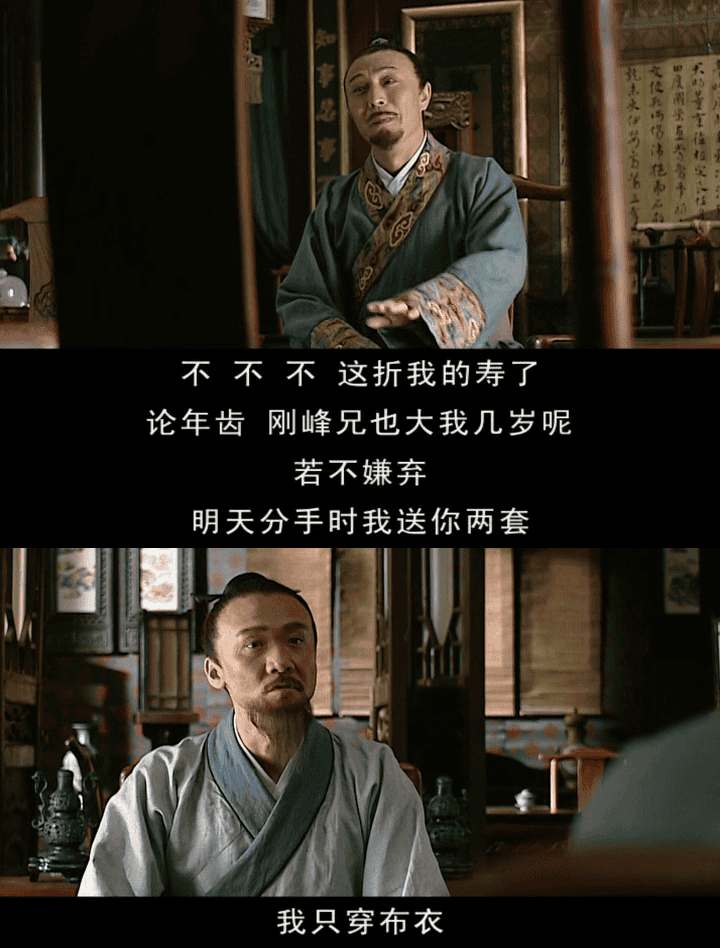 不 不 不 这折我的寿了
论年齿 刚峰兄也大我几岁呢
若不嫌弃
明天分手时我送你两套
我只穿布衣